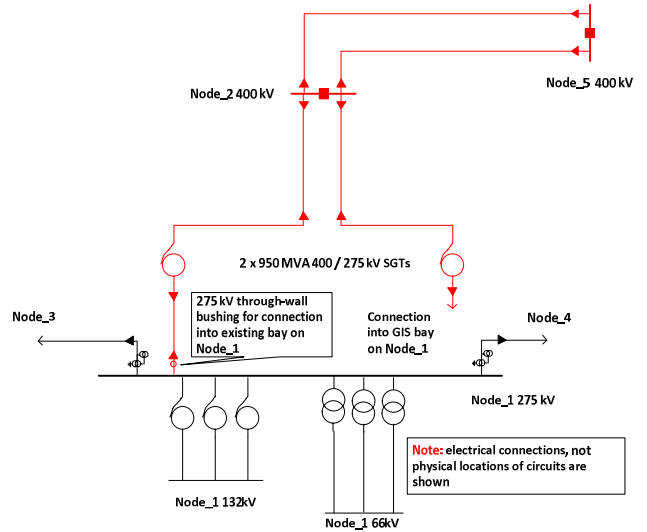 Node_5 400 kV
Node_2 400 kV
2 x 950 MVA 400 / 275 kV SGTs
275 kV through-wall
bushing for connection
into existing bay on
Node_1
Connection
into GIS bay
on Node_1
Node_3
Node_4
Node_1 275 kV
Note: electrical connections, not
physical locations of circuits are
shown
Node_1 132kV
Node_1 66kV